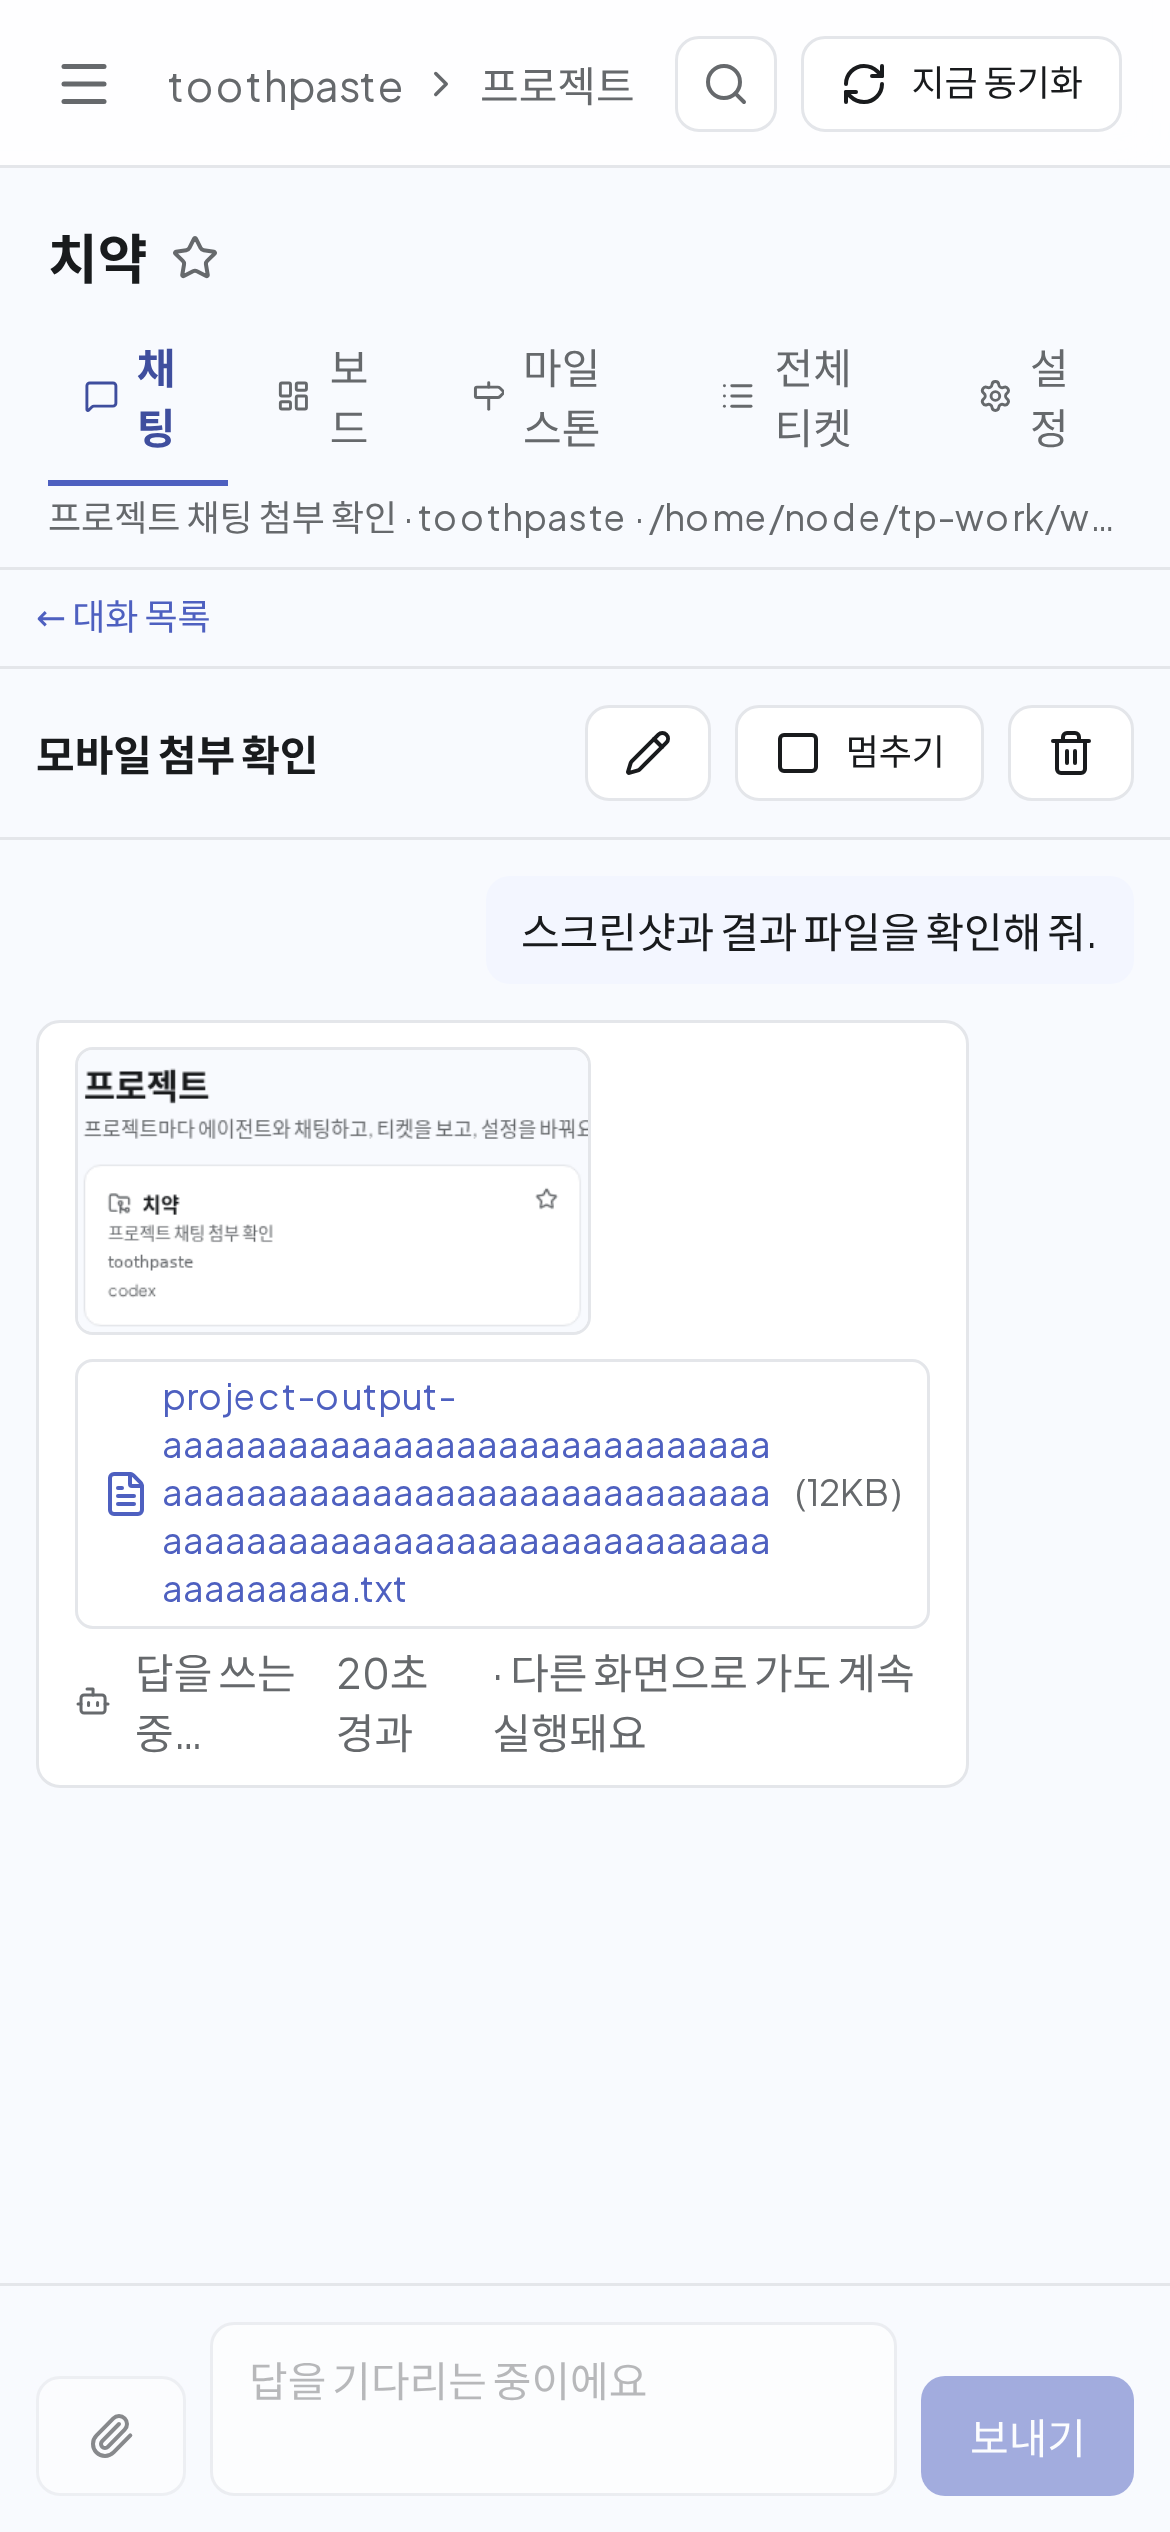 toothpaste > 프로젝트
지금 동기화
치약
채팅
보드
마일스톤
전체 티켓
설정
프로젝트 채팅 첨부 확인 · toothpaste · /home/node/tp-work/w...
← 대화 목록
모바일 첨부 확인
멈추기
스크린샷과 결과 파일을 확인해 줘.
프로젝트
프로젝트마다 에이전트와 채팅하고, 티켓을 보고, 설정을 바꿔요
치약
프로젝트 채팅 첨부 확인
toothpaste
codex
project-output-
aaaaaaaaaaaaaaaaaaaaaaaaaaaaa
aaaaaaaaaaaaaaaaaaaaaaaaaaaaa
aaaaaaaaaaaaaaaaaaaaaaaaaaaaa
aaaaaaaaa.txt
(12KB)
답을 쓰는 중...
20초 경과
· 다른 화면으로 가도 계속 실행돼요
답을 기다리는 중이에요
보내기